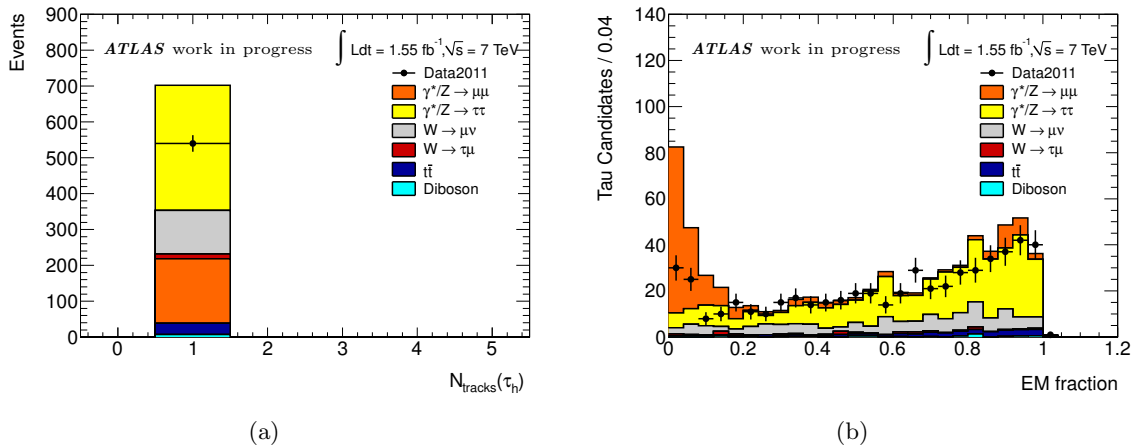 Events
900
800
700
600
500
400
300
200
100
0
ATLAS work in progress
∫ Ldt = 1.55 fb⁻¹,√s = 7 TeV
Data2011
γ*/Z→μμ
γ*/Z→ττ
W→μν
W→τμ
tt̄
Diboson
0 1 2 3 4 5
N_tracks(τ_h)
(a)
Tau Candidates / 0.04
140
120
100
80
60
40
20
0
ATLAS work in progress
∫ Ldt = 1.55 fb⁻¹,√s = 7 TeV
Data2011
γ*/Z→μμ
γ*/Z→ττ
W→μν
W→τμ
tt̄
Diboson
0 0.2 0.4 0.6 0.8 1 1.2
EM fraction
(b)